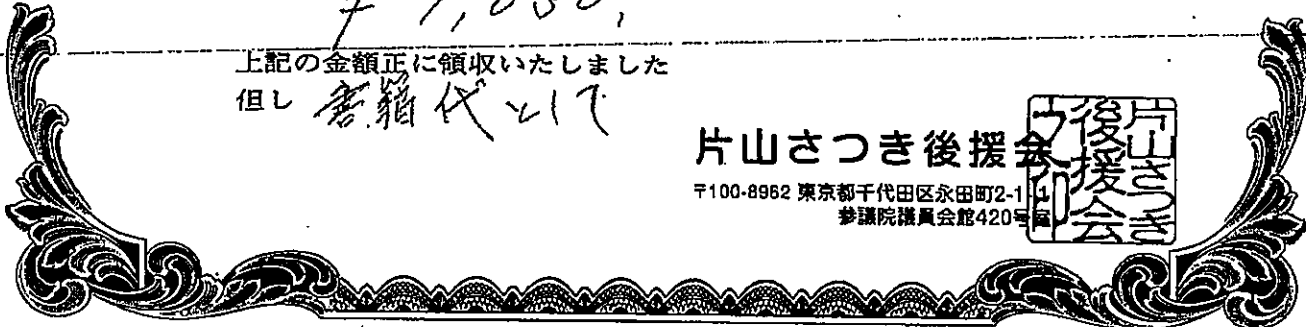 上記の金額正に領収いたしました
但し 書籍代として
片山さつき後援会
〒100-8962 東京都千代田区永田町2-1-1
参議院議員会館420号室
片山さつき
後援会